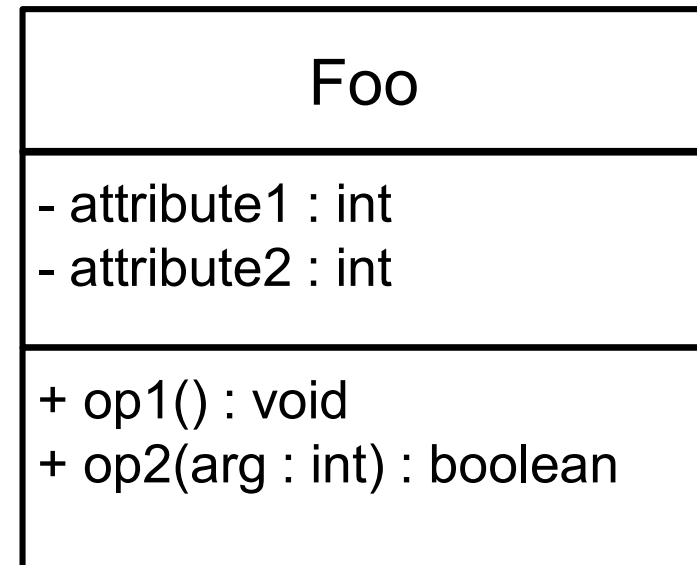 Foo
- attribute1 : int
- attribute2 : int
+ op1() : void
+ op2(arg : int) : boolean